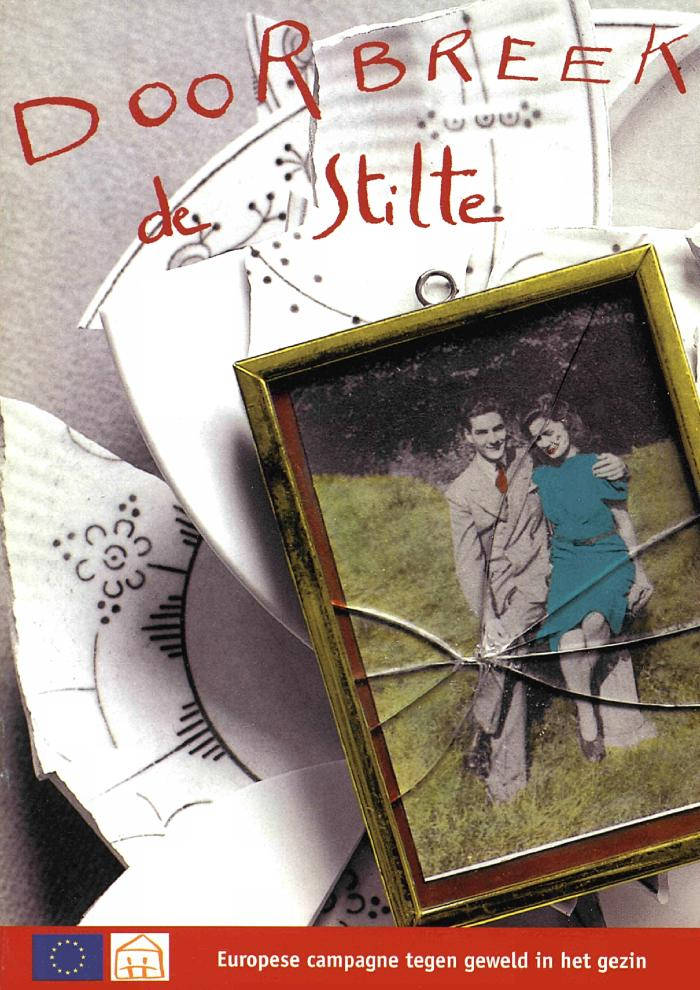 DOORBREEK
de Stilte
Europese campagne tegen geweld in het gezin